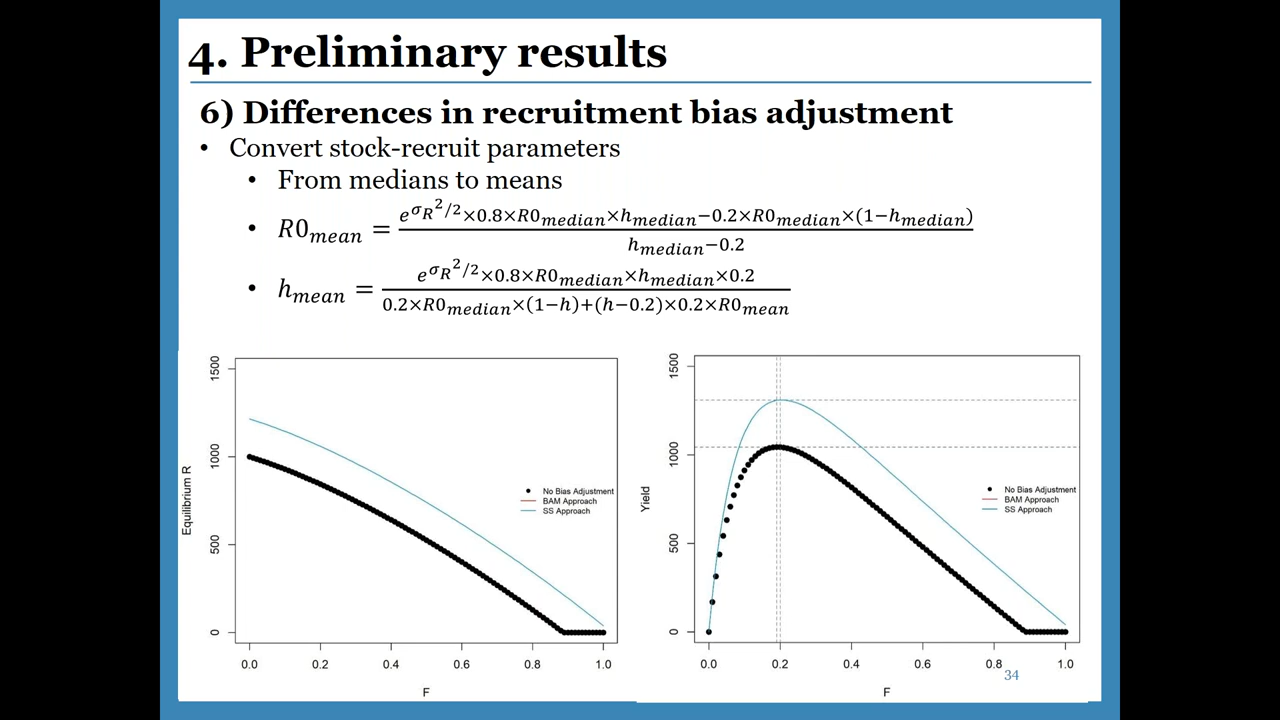 4. Preliminary results
6) Differences in recruitment bias adjustment
• Convert stock-recruit parameters
• From medians to means
• R0_mean = (e^(σ_R^2/2)×0.8×R0_median×h_median−0.2×R0_median×(1−h_median))/(h_median−0.2)
• h_mean = (e^(σ_R^2/2)×0.8×R0_median×h_median×0.2)/(0.2×R0_median×(1−h)+(h−0.2)×0.2×R0_mean)
Equilibrium R
1500
1000
500
0
No Bias Adjustment
BAM Approach
SS Approach
0.0 0.2 0.4 0.6 0.8 1.0
F
Yield
1500
1000
500
0
No Bias Adjustment
BAM Approach
SS Approach
0.0 0.2 0.4 0.6 0.8 1.0
F
34